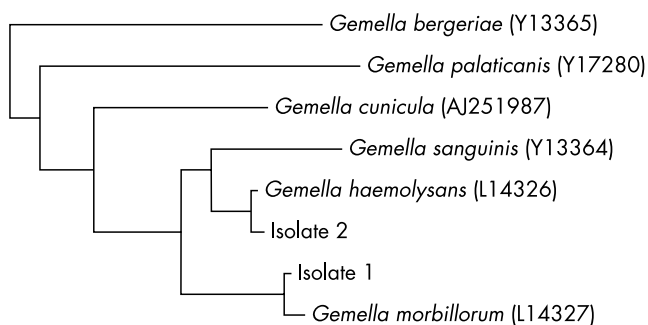 Gemella bergeriae (Y13365)
Gemella palaticanis (Y17280)
Gemella cunicula (AJ251987)
Gemella sanguinis (Y13364)
Gemella haemolysans (L14326)
Isolate 2
Isolate 1
Gemella morbillorum (L14327)